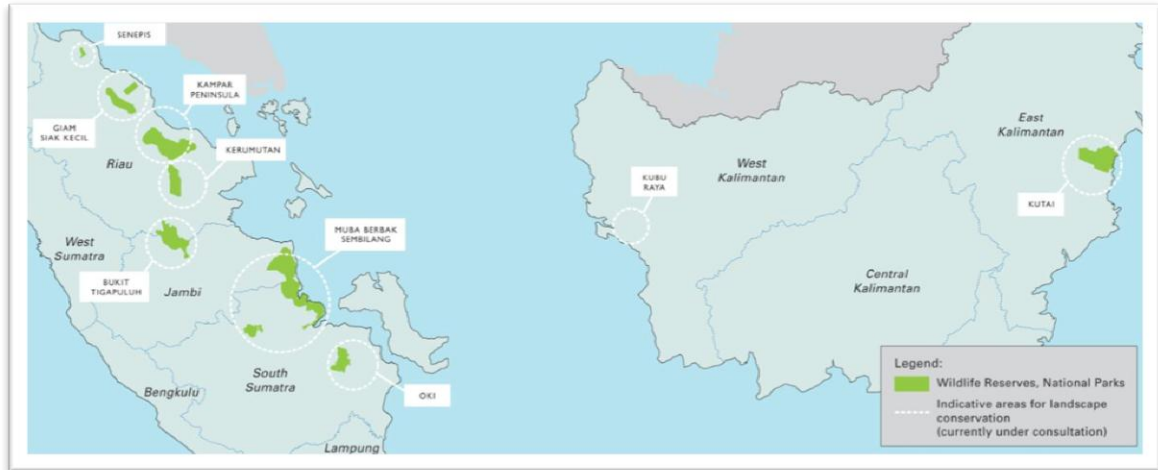 SENEPIS
KAMPAR
PENINSULA
GIAM
SIAK KECIL
Riau
KERUMUTAN
West
Sumatra
BUKIT
TIGAPULUH
Jambi
MUBA BERBAK
SEMBILANG
Bengkulu
South
Sumatra
OKI
Lampung
KUBU
RAYA
West
Kalimantan
East
Kalimantan
KUTAI
Central
Kalimantan
Legend:
Wildlife Reserves, National Parks
Indicative areas for landscape
conservation
(currently under consultation)